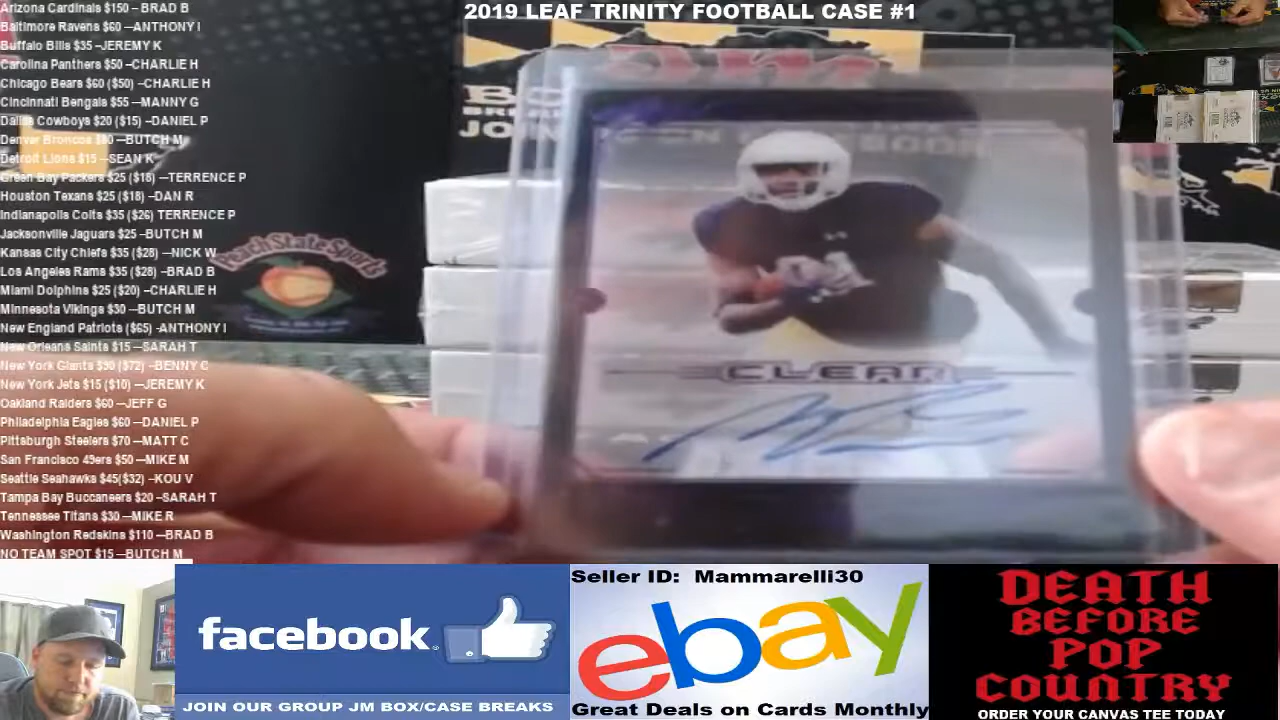 2019 LEAF TRINITY FOOTBALL CASE #1
Arizona Cardinals $150 – BRAD B
Baltimore Ravens $60 –ANTHONY I
Buffalo Bills $35 –JEREMY K
Carolina Panthers $50 –CHARLIE H
Chicago Bears $60 ($50) –CHARLIE H
Cincinnati Bengals $55 –MANNY G
Dallas Cowboys $20 ($15) –DANIEL P
Denver Broncos –BUTCH M
Detroit Lions $15 –SEAN K
Green Bay Packers $25 ($18) –TERRENCE P
Houston Texans $25 ($18) –DAN R
Indianapolis Colts $35 ($26) TERRENCE P
Jacksonville Jaguars $25 –BUTCH M
Kansas City Chiefs $35 ($28) –NICK W
Los Angeles Rams $35 ($28) –BRAD B
Miami Dolphins $25 ($20) –CHARLIE H
Minnesota Vikings $30 –BUTCH M
New England Patriots ($65) -ANTHONY I
New Orleans Saints $15 –SARAH T
New York Giants $90 ($72) –BENNY C
New York Jets $15 ($10) –JEREMY K
Oakland Raiders $60 –JEFF G
Philadelphia Eagles $60 –DANIEL P
Pittsburgh Steelers $70 –MATT C
San Francisco 49ers $50 –MIKE M
Seattle Seahawks $45($32) –KOU V
Tampa Bay Buccaneers $20 –SARAH T
Tennessee Titans $30 –MIKE R
Washington Redskins $110 –BRAD B
NO TEAM SPOT $15 –BUTCH M
Peach State Sports
CLEAR
facebook
JOIN OUR GROUP JM BOX/CASE BREAKS
Seller ID: Mammarelli30
ebay
Great Deals on Cards Monthly
DEATH
BEFORE
POP
COUNTRY
ORDER YOUR CANVAS TEE TODAY